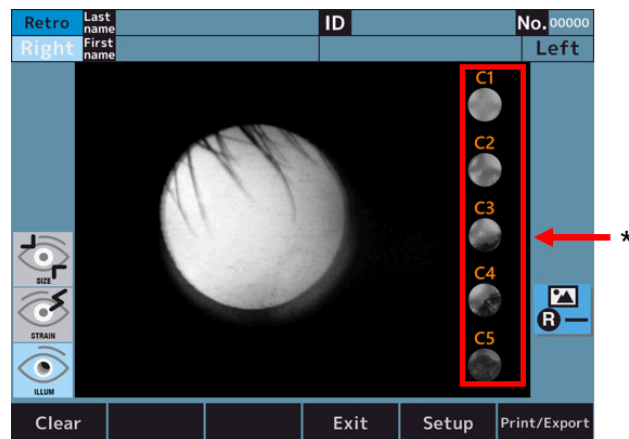 Retro Last name ID No. 00000
Right First name Left
C1
C2
C3
*
C4
C5
SIZE
STRAIN
ILLUM
R
Clear Exit Setup Print/Export